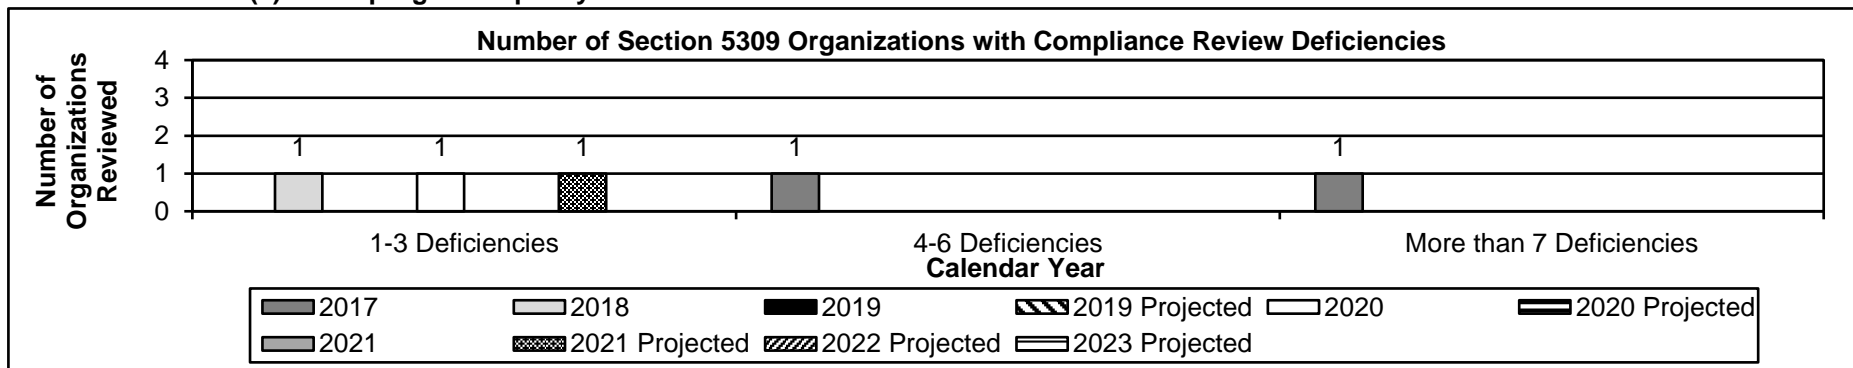 Number of Section 5309 Organizations with Compliance Review Deficiencies
Number of
Organizations
Reviewed
4
3
2
1
0
1 1 1 1 1
1-3 Deficiencies 4-6 Deficiencies More than 7 Deficiencies
Calendar Year
2017 2018 2019 2019 Projected 2020 2020 Projected
2021 2021 Projected 2022 Projected 2023 Projected